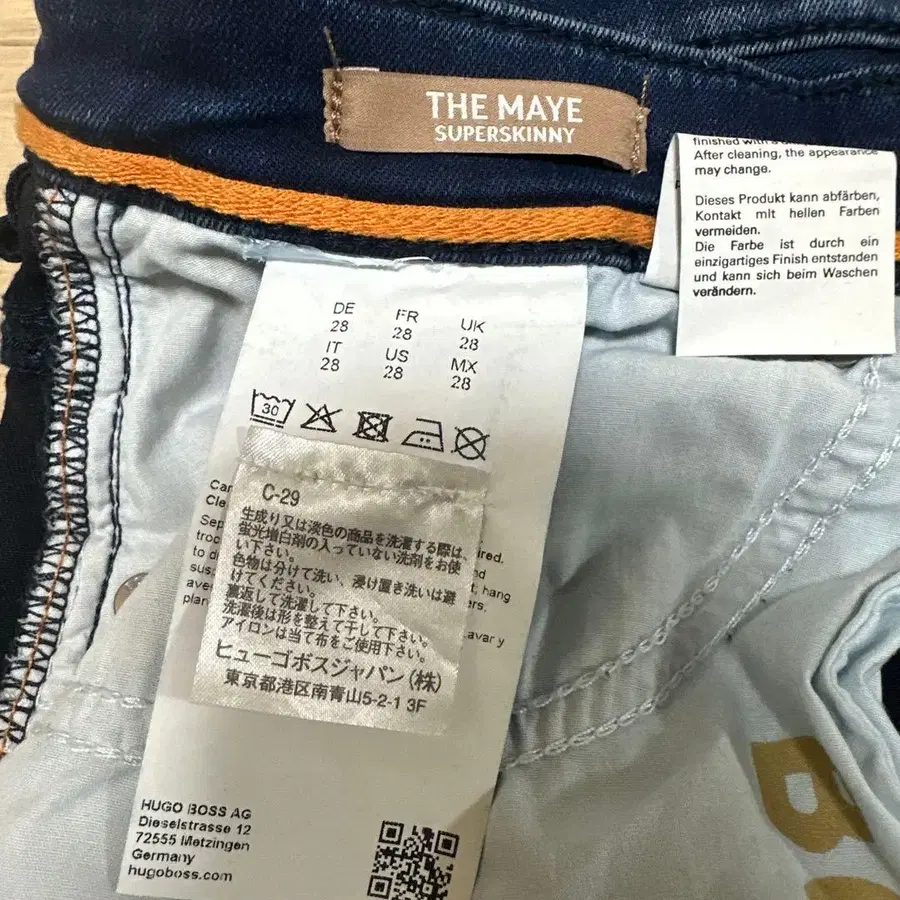 THE MAYE
SUPERSKINNY
finished with a
After cleaning, the appearance
may change.
Dieses Produkt kann abfärben,
Kontakt mit hellen Farben
vermeiden.
Die Farbe ist durch ein
einzigartiges Finish entstanden
und kann sich beim Waschen
verändern.
DE FR UK
28 28 28
IT US MX
28 28 28
30
C-29
生成り又は淡色の商品を洗濯する際は、
蛍光増白剤の入っていない洗剤をお使
い下さい。
色物は分けて洗い、浸け置き洗いは避
けてください。
裏返して洗濯して下さい。
洗濯後は形を整えて干して下さい。
アイロンは当て布をご使用下さい。
ヒューゴボスジャパン(株)
東京都港区南青山5-2-1 3F
HUGO BOSS AG
Dieselstrasse 12
72555 Metzingen
Germany
hugoboss.com
B